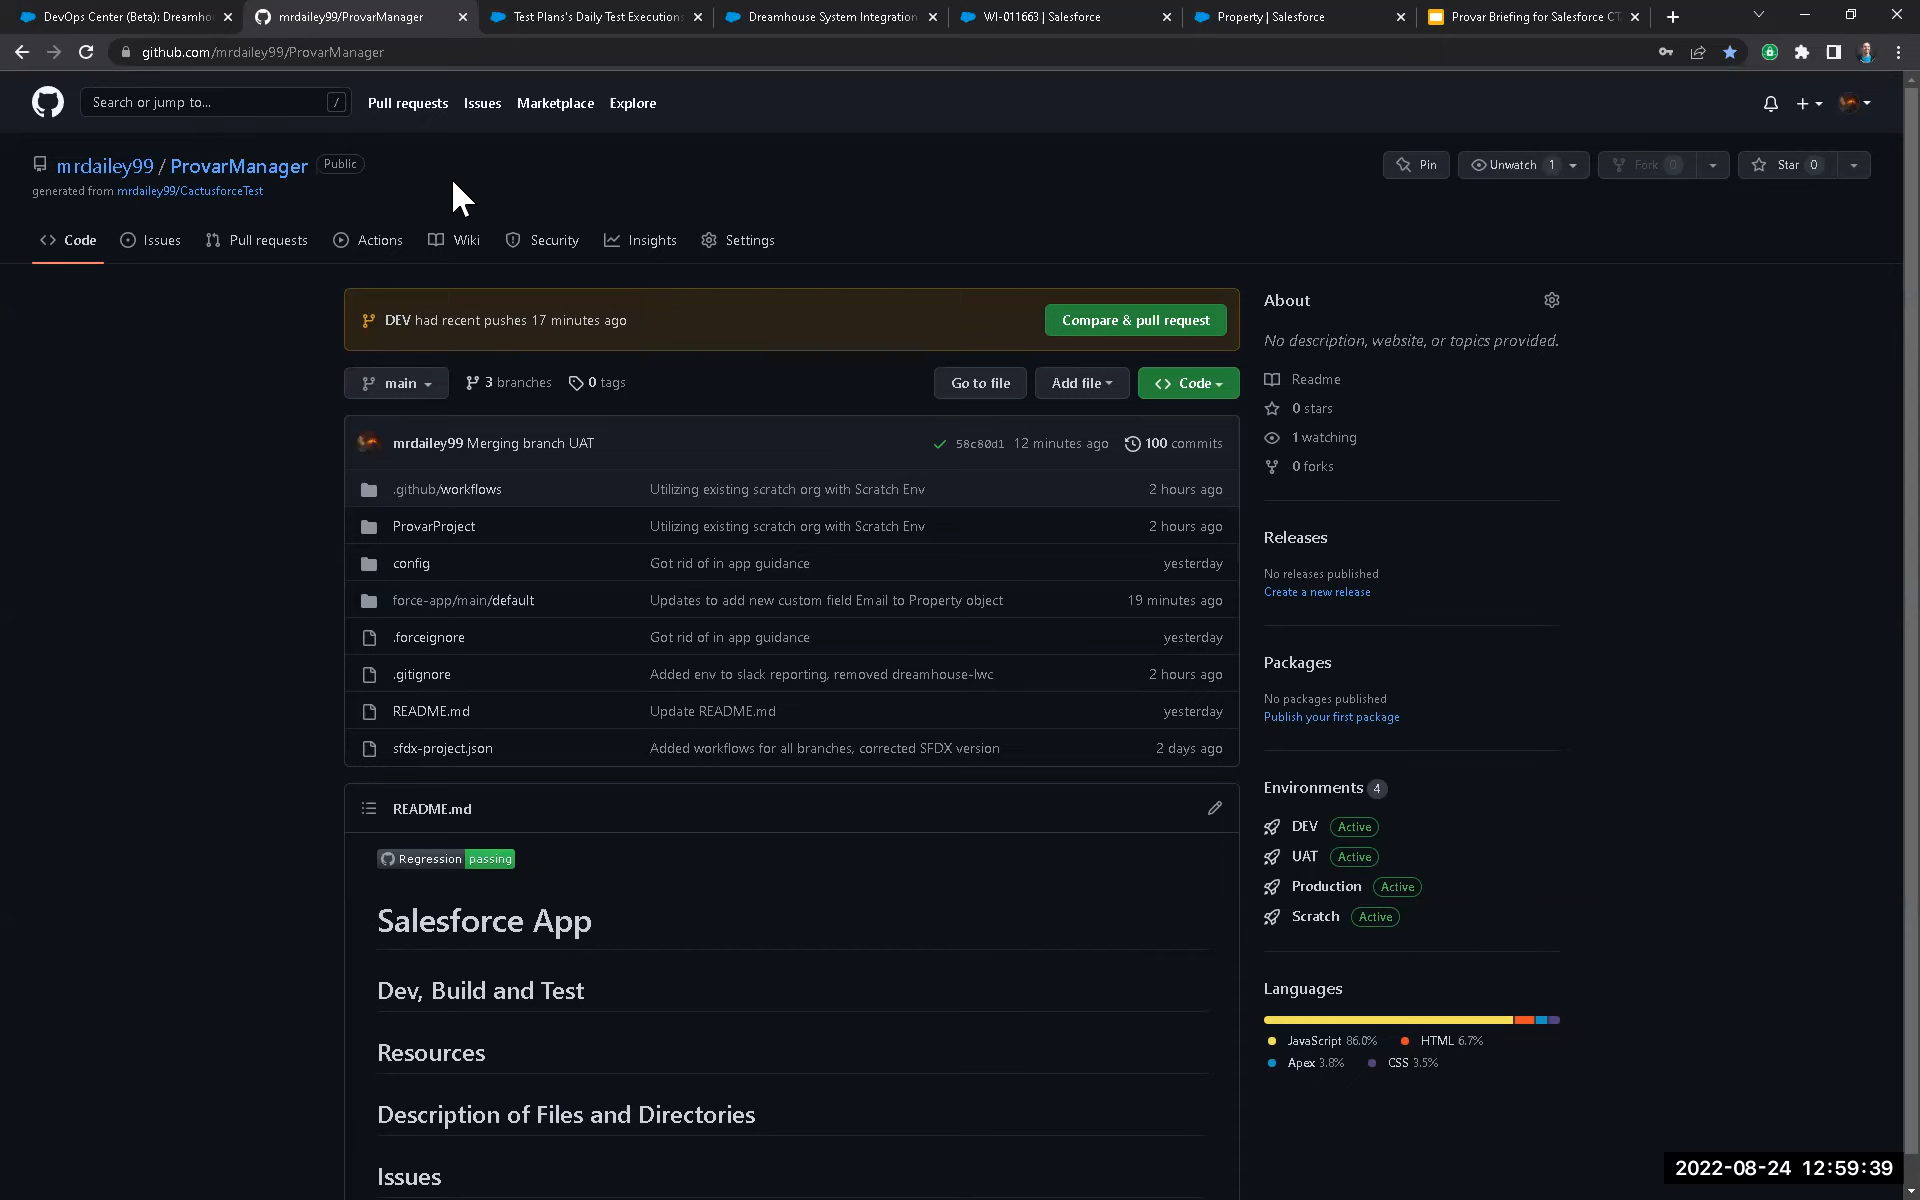 DevOps Center (Beta): Dreamho
mrdailey99/ProvarManager
Test Plans's Daily Test Executions
Dreamhouse System Integration
WI-011663 | Salesforce
Property | Salesforce
Provar Briefing for Salesforce CT
github.com/mrdailey99/ProvarManager
Search or jump to... /
Pull requests Issues Marketplace Explore
mrdailey99 / ProvarManager Public
Pin Unwatch 1 Fork 0 Star 0
generated from mrdailey99/CactusforceTest
Code Issues Pull requests Actions Wiki Security Insights Settings
DEV had recent pushes 17 minutes ago Compare & pull request
main 3 branches 0 tags Go to file Add file Code
mrdailey99 Merging branch UAT 58c80d1 12 minutes ago 100 commits
.github/workflows Utilizing existing scratch org with Scratch Env 2 hours ago
ProvarProject Utilizing existing scratch org with Scratch Env 2 hours ago
config Got rid of in app guidance yesterday
force-app/main/default Updates to add new custom field Email to Property object 19 minutes ago
.forceignore Got rid of in app guidance yesterday
.gitignore Added env to slack reporting, removed dreamhouse-lwc 2 hours ago
README.md Update README.md yesterday
sfdx-project.json Added workflows for all branches, corrected SFDX version 2 days ago
README.md
Regression passing
Salesforce App
Dev, Build and Test
Resources
Description of Files and Directories
Issues
About
No description, website, or topics provided.
Readme
0 stars
1 watching
0 forks
Releases
No releases published
Create a new release
Packages
No packages published
Publish your first package
Environments 4
DEV Active
UAT Active
Production Active
Scratch Active
Languages
JavaScript 86.0% HTML 6.7%
Apex 3.8% CSS 3.5%
2022-08-24 12:59:39